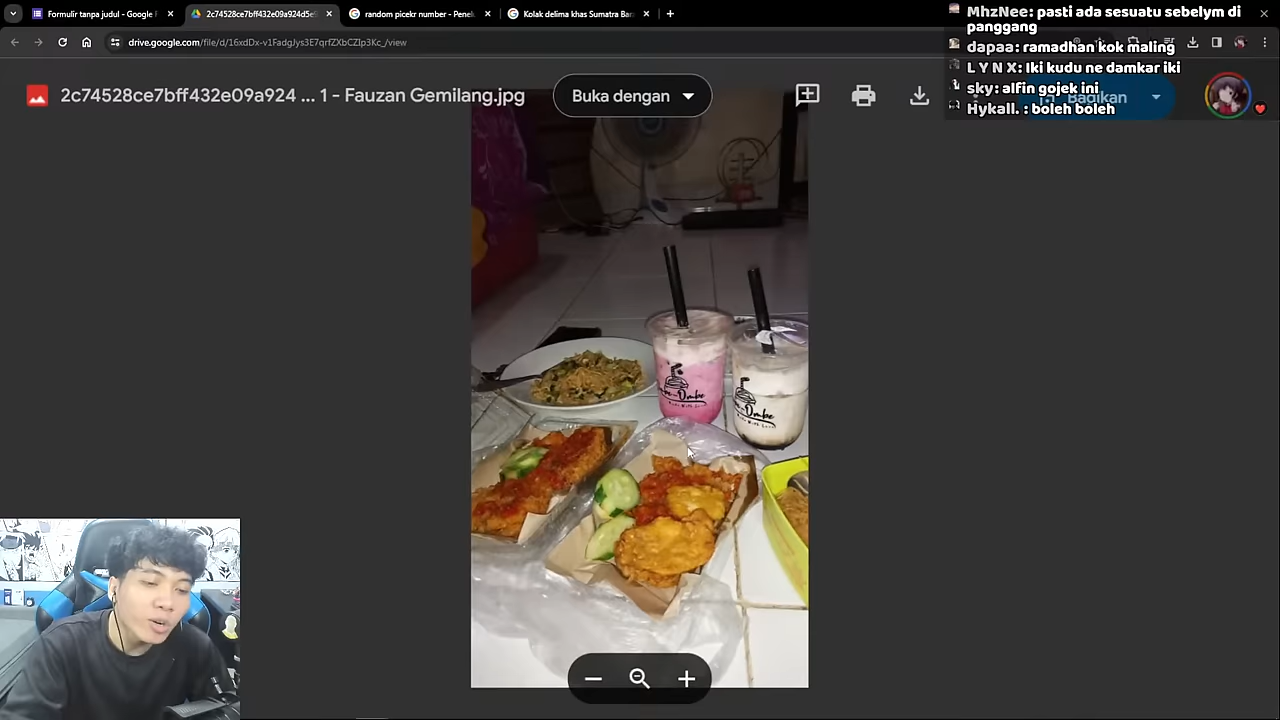 Formulir tanpa judul - Google F
2c74528ce7bff432e09a924d5e
random picekr number - Penel
Kolak delima khas Sumatra Bar
drive.google.com/file/d/16xdDx-v1FadgJys3E7qrfZXbCZIp3Kc_/view
2c74528ce7bff432e09a924 ... 1 - Fauzan Gemilang.jpg
Buka dengan
Bagikan
MhzNee: pasti ada sesuatu sebelym di
panggang
dapaa: ramadhan kok maling
L Y N X: Iki kudu ne damkar iki
sky: alfin gojek ini
Hykall. : boleh boleh
Ombe
Ombe